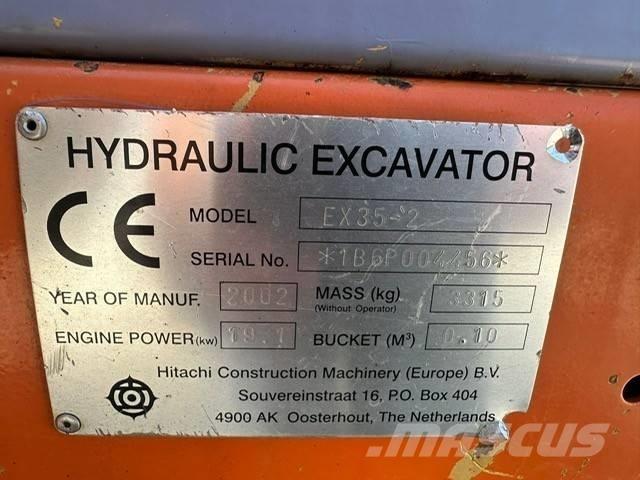 HYDRAULIC EXCAVATOR
CE
MODEL EX35-2
SERIAL No. *1B6P004456*
YEAR OF MANUF. 2002 MASS (kg) 3315
(Without Operator)
ENGINE POWER (kw) 19.1 BUCKET (M³) 0.10
Hitachi Construction Machinery (Europe) B.V.
Souvereinstraat 16, P.O. Box 404
4900 AK Oosterhout, The Netherlands
mascus